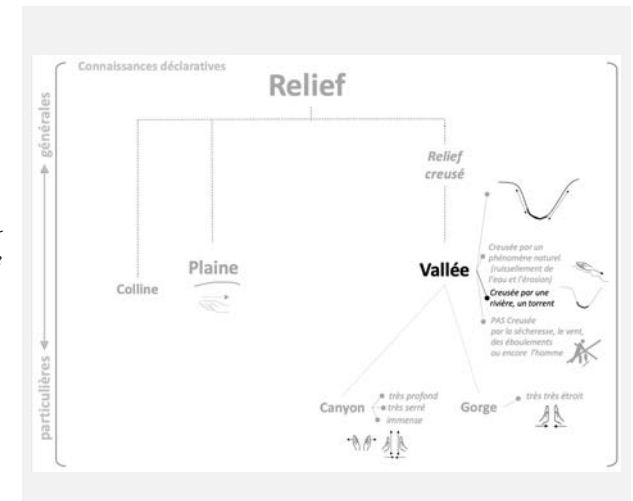 Connaissances déclaratives
Relief
générales
particulières
Relief
creusé
Colline
Plaine
Vallée
Creusée par un
phénomène naturel
(ruissellement de
l'eau et l'érosion)
Creusée par une
rivière, un torrent
PAS Creusée
par la sécheresse, le vent,
des éboulements
ou encore l'homme
Canyon
très profond
très serré
immense
Gorge
très très étroit